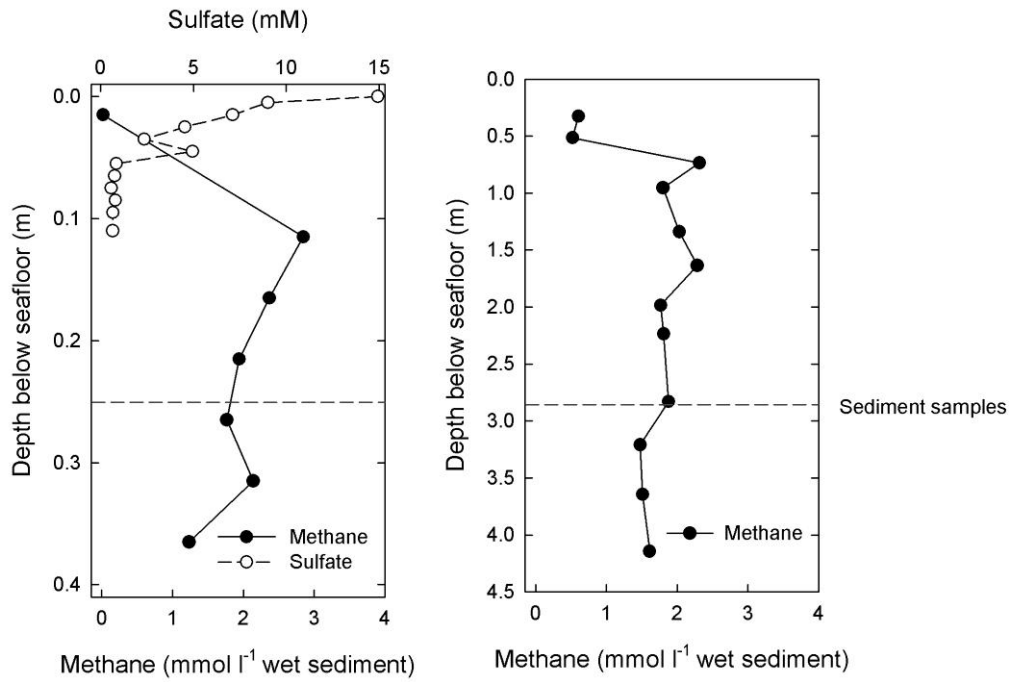 Sulfate (mM)
0 5 10 15
0.0
0.1
0.2
0.3
0.4
Depth below seafloor (m)
Methane
Sulfate
0 1 2 3 4
Methane (mmol l⁻¹ wet sediment)
0.0
0.5
1.0
1.5
2.0
2.5
3.0
3.5
4.0
4.5
Depth below seafloor (m)
Sediment samples
Methane
0 1 2 3 4
Methane (mmol l⁻¹ wet sediment)